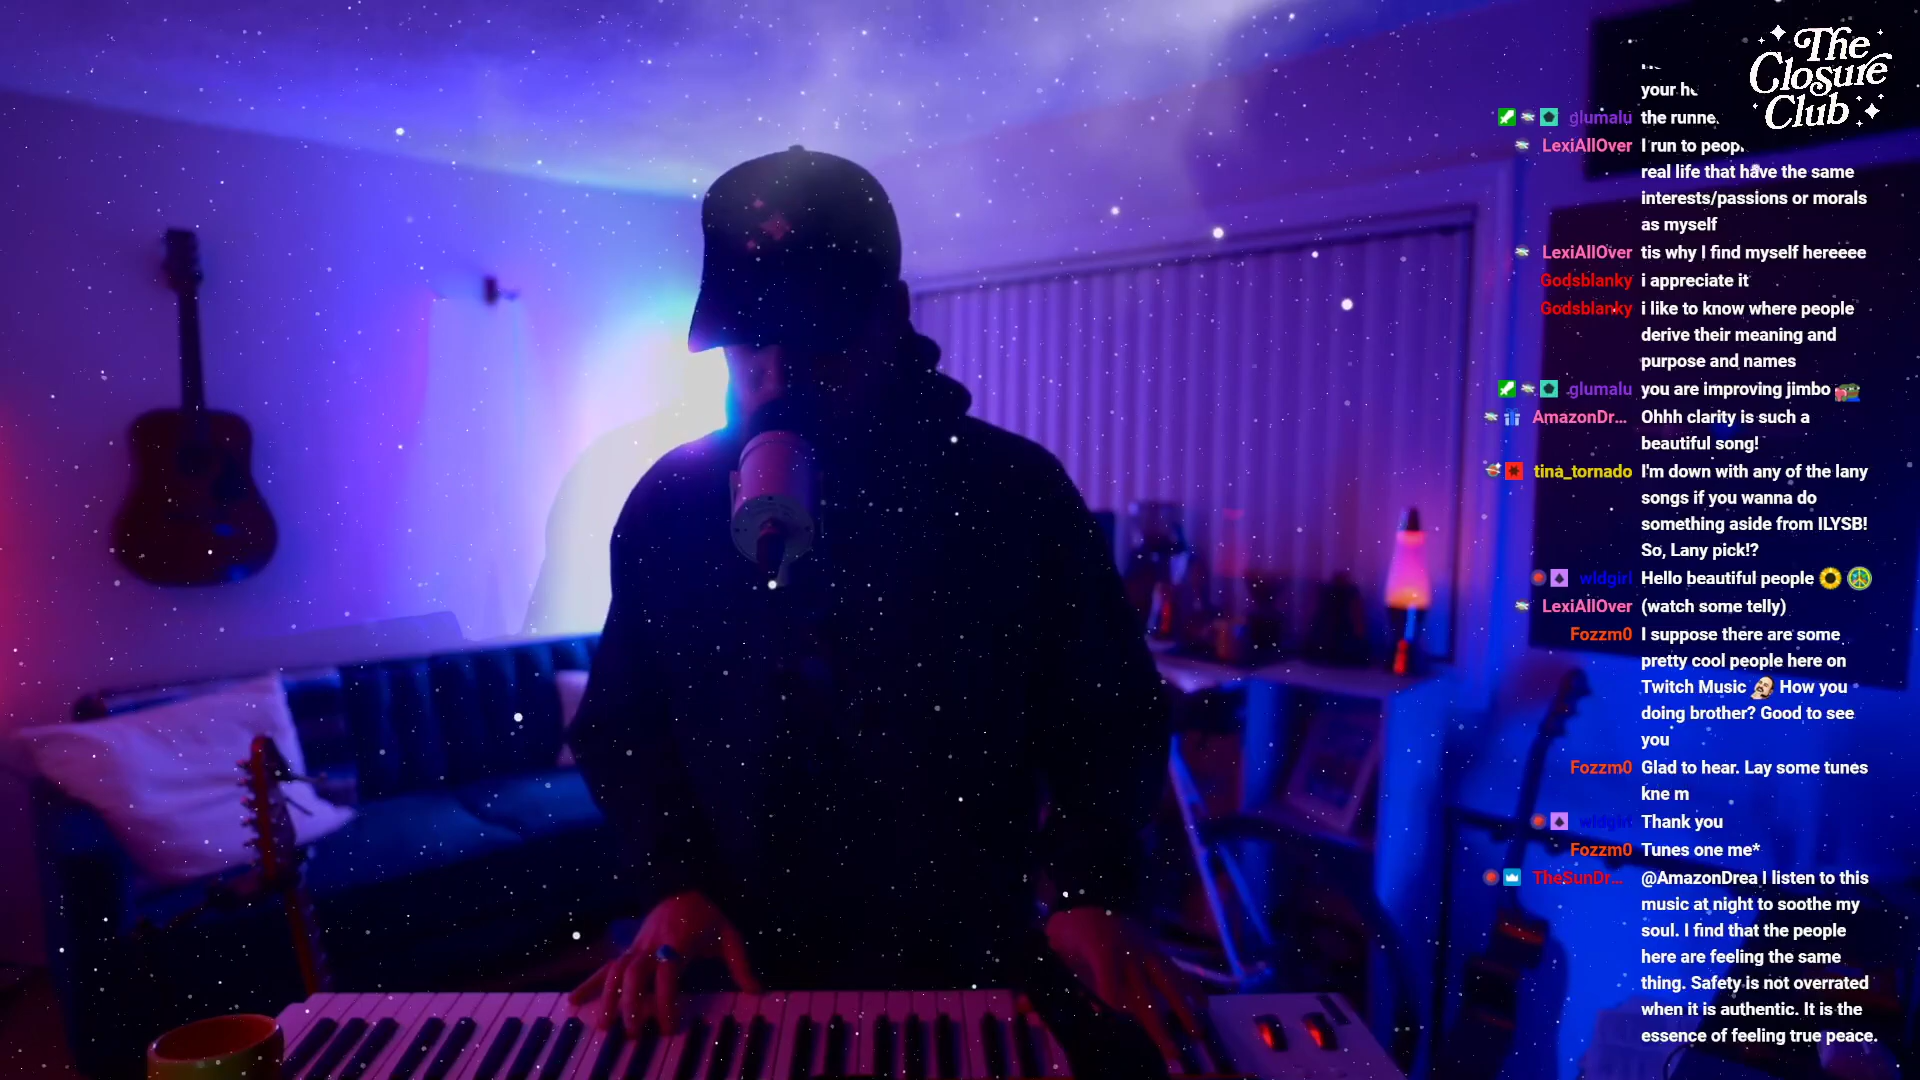 The
Closure
Club
your h
glumalu the runne
LexiAllOver I run to peop
real life that have the same
interests/passions or morals
as myself
LexiAllOver tis why I find myself hereeee
Godsblanky i appreciate it
Godsblanky i like to know where people
derive their meaning and
purpose and names
glumalu you are improving jimbo
AmazonDr... Ohhh clarity is such a
beautiful song!
tina_tornado I'm down with any of the lany
songs if you wanna do
something aside from ILYSB!
So, Lany pick!?
widgirl Hello beautiful people
LexiAllOver (watch some telly)
Fozzm0 I suppose there are some
pretty cool people here on
Twitch Music How you
doing brother? Good to see
you
Fozzm0 Glad to hear. Lay some tunes
kne m
widgirl Thank you
Fozzm0 Tunes one me*
TheSunDr... @AmazonDrea I listen to this
music at night to soothe my
soul. I find that the people
here are feeling the same
thing. Safety is not overrated
when it is authentic. It is the
essence of feeling true peace.